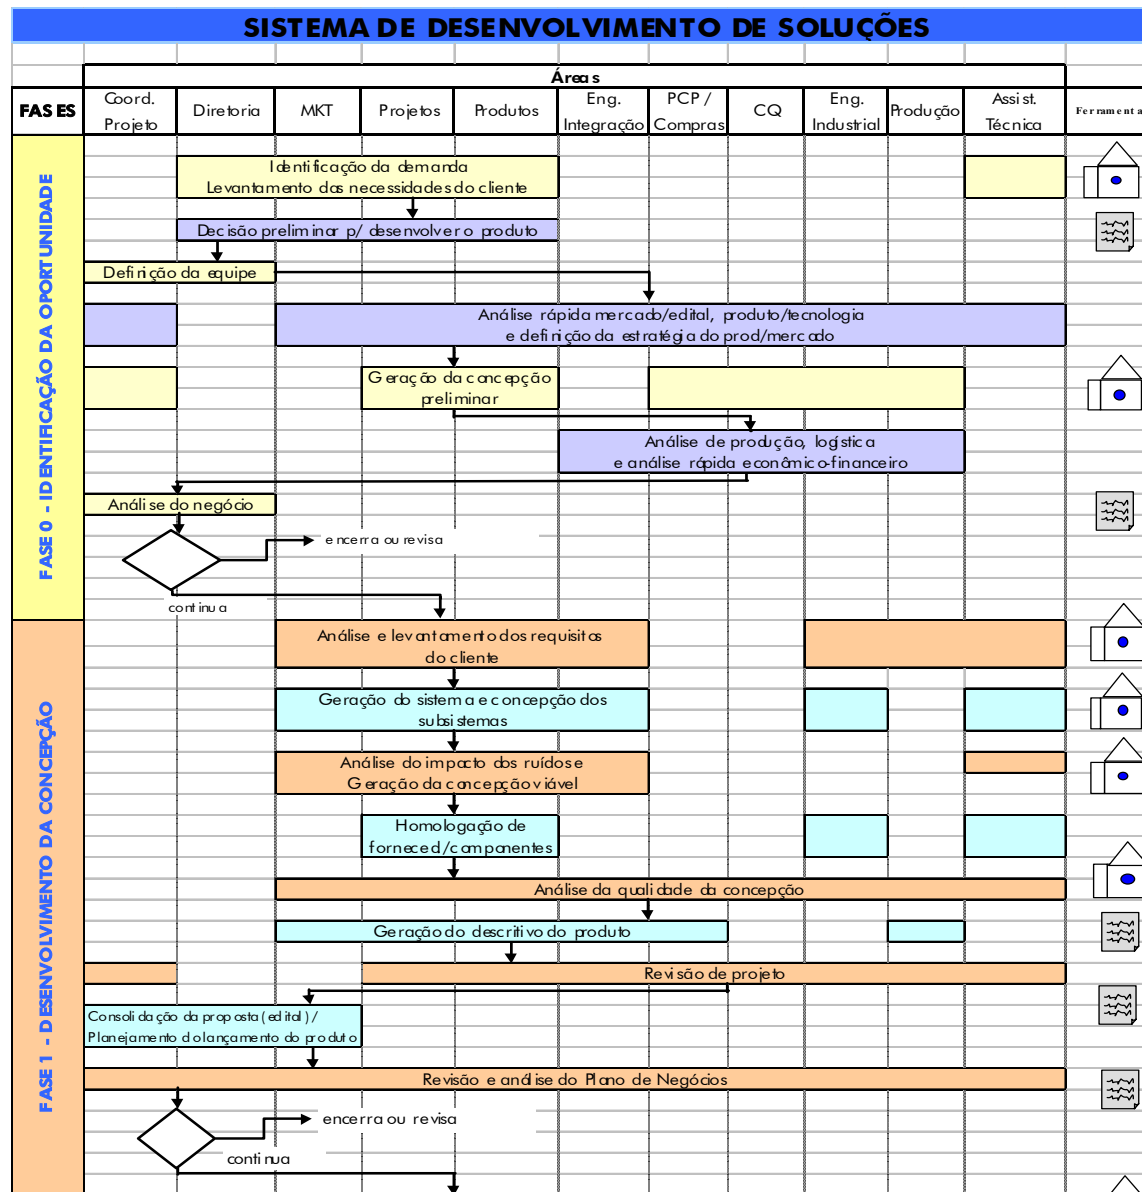 SISTEMA DE DESENVOLVIMENTO DE SOLUÇÕES
Áreas
FASES
Coord.
Projeto
Diretoria
MKT
Projetos
Produtos
Eng.
Integração
PCP /
Compras
CQ
Eng.
Industrial
Produção
Assist.
Técnica
Ferramenta
FASE 0 - IDENTIFICAÇÃO DA OPORTUNIDADE
Identificação da demanda
Levantamento das necessidades do cliente
Decisão preliminar p/ desenvolver o produto
Definição da equipe
Análise rápida mercado/edital, produto/tecnologia
e definição da estratégia do prod/mercado
Geração da concepção
preliminar
Análise de produção, logística
e análise rápida econômico-financeiro
Análise do negócio
encerra ou revisa
continua
FASE 1 - DESENVOLVIMENTO DA CONCEPÇÃO
Análise e levantamento dos requisitos
do cliente
Geração do sistema e concepção dos
subsistemas
Análise do impacto dos ruídos e
Geração da concepção viável
Homologação de
forneced/componentes
Análise da qualidade da concepção
Geração do descritivo do produto
Revisão de projeto
Consolidação da proposta (edital) /
Planejamento do lançamento do produto
Revisão e análise do Plano de Negócios
encerra ou revisa
continua